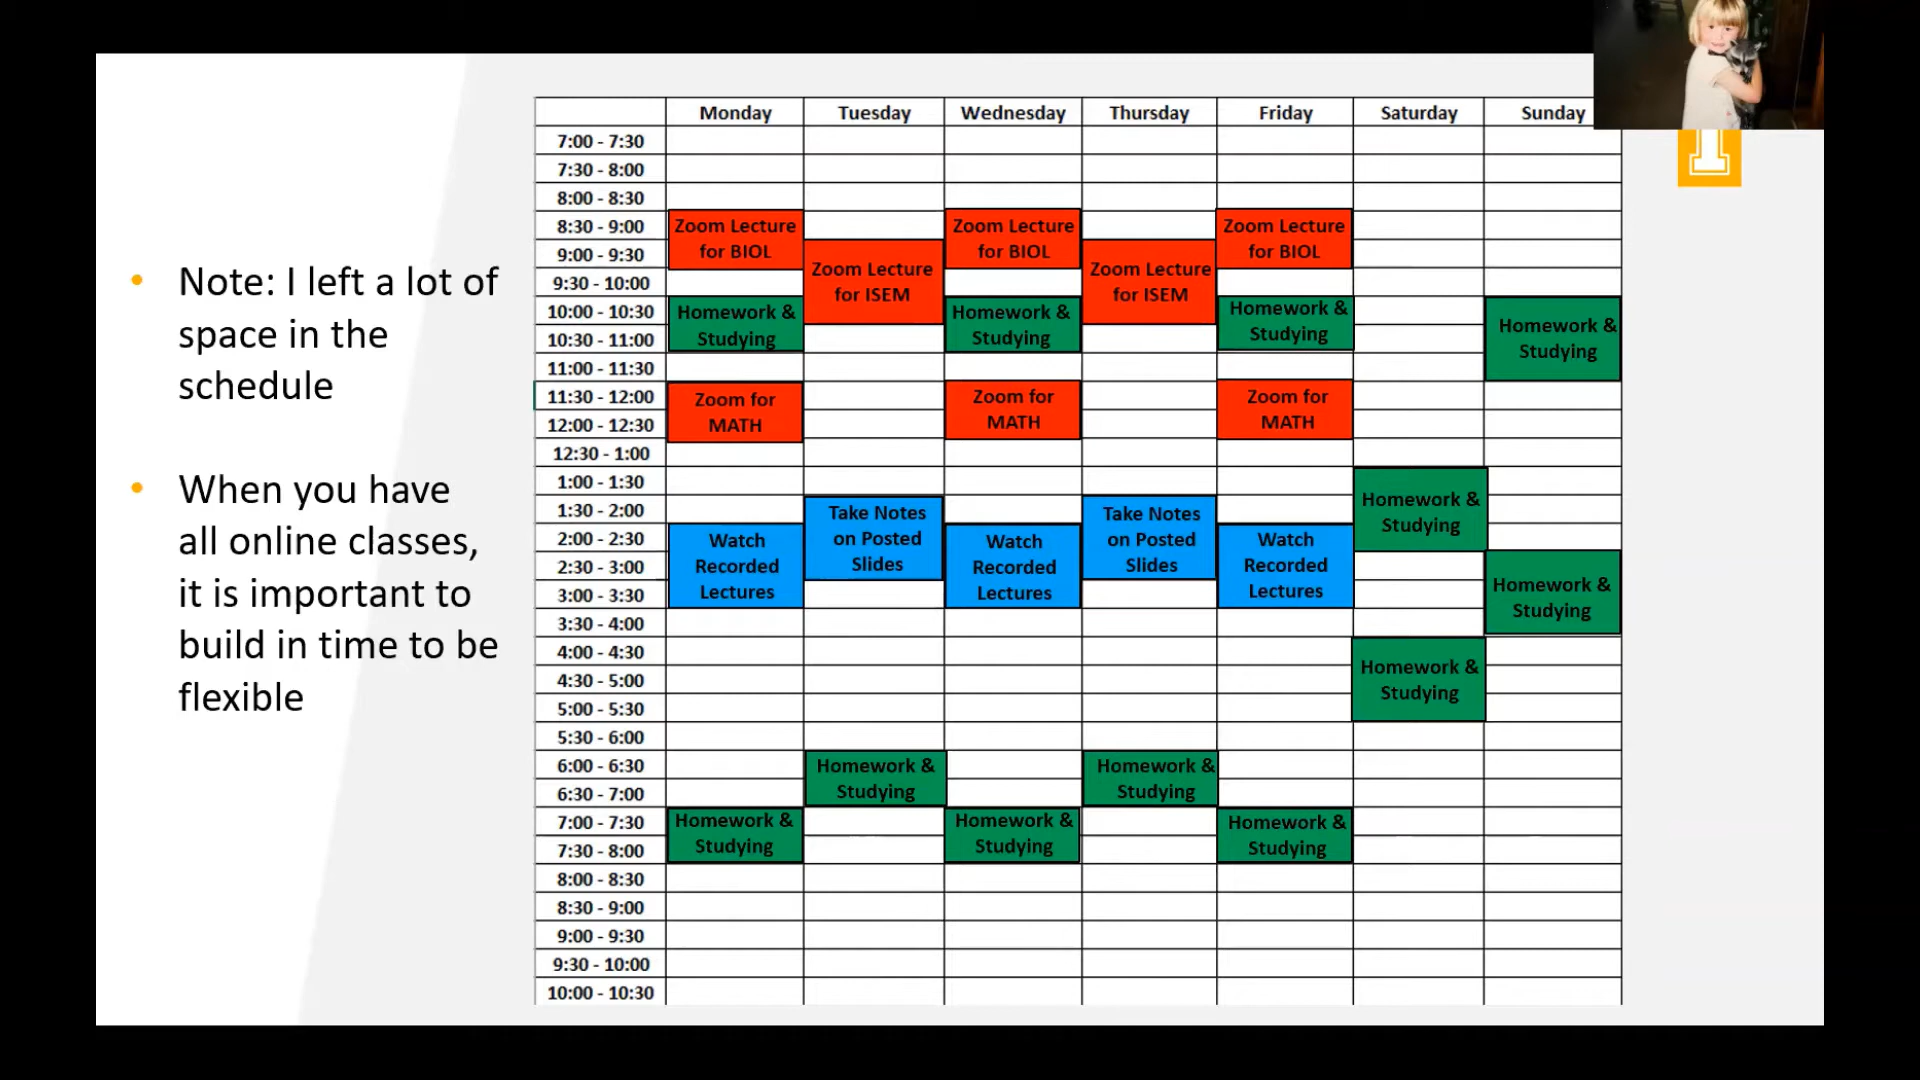 Note: I left a lot of
space in the
schedule
When you have
all online classes,
it is important to
build in time to be
flexible
Monday Tuesday Wednesday Thursday Friday Saturday Sunday
7:00 - 7:30
7:30 - 8:00
8:00 - 8:30
8:30 - 9:00
9:00 - 9:30
9:30 - 10:00
10:00 - 10:30
10:30 - 11:00
11:00 - 11:30
11:30 - 12:00
12:00 - 12:30
12:30 - 1:00
1:00 - 1:30
1:30 - 2:00
2:00 - 2:30
2:30 - 3:00
3:00 - 3:30
3:30 - 4:00
4:00 - 4:30
4:30 - 5:00
5:00 - 5:30
5:30 - 6:00
6:00 - 6:30
6:30 - 7:00
7:00 - 7:30
7:30 - 8:00
8:00 - 8:30
8:30 - 9:00
9:00 - 9:30
9:30 - 10:00
10:00 - 10:30
Zoom Lecture
for BIOL
Homework &
Studying
Zoom for
MATH
Watch
Recorded
Lectures
Homework &
Studying
Zoom Lecture
for ISEM
Take Notes
on Posted
Slides
Homework &
Studying
Zoom Lecture
for BIOL
Homework &
Studying
Zoom for
MATH
Watch
Recorded
Lectures
Homework &
Studying
Zoom Lecture
for ISEM
Take Notes
on Posted
Slides
Homework &
Studying
Zoom Lecture
for BIOL
Homework &
Studying
Zoom for
MATH
Watch
Recorded
Lectures
Homework &
Studying
Homework &
Studying
Homework &
Studying
Homework &
Studying
Homework &
Studying
I